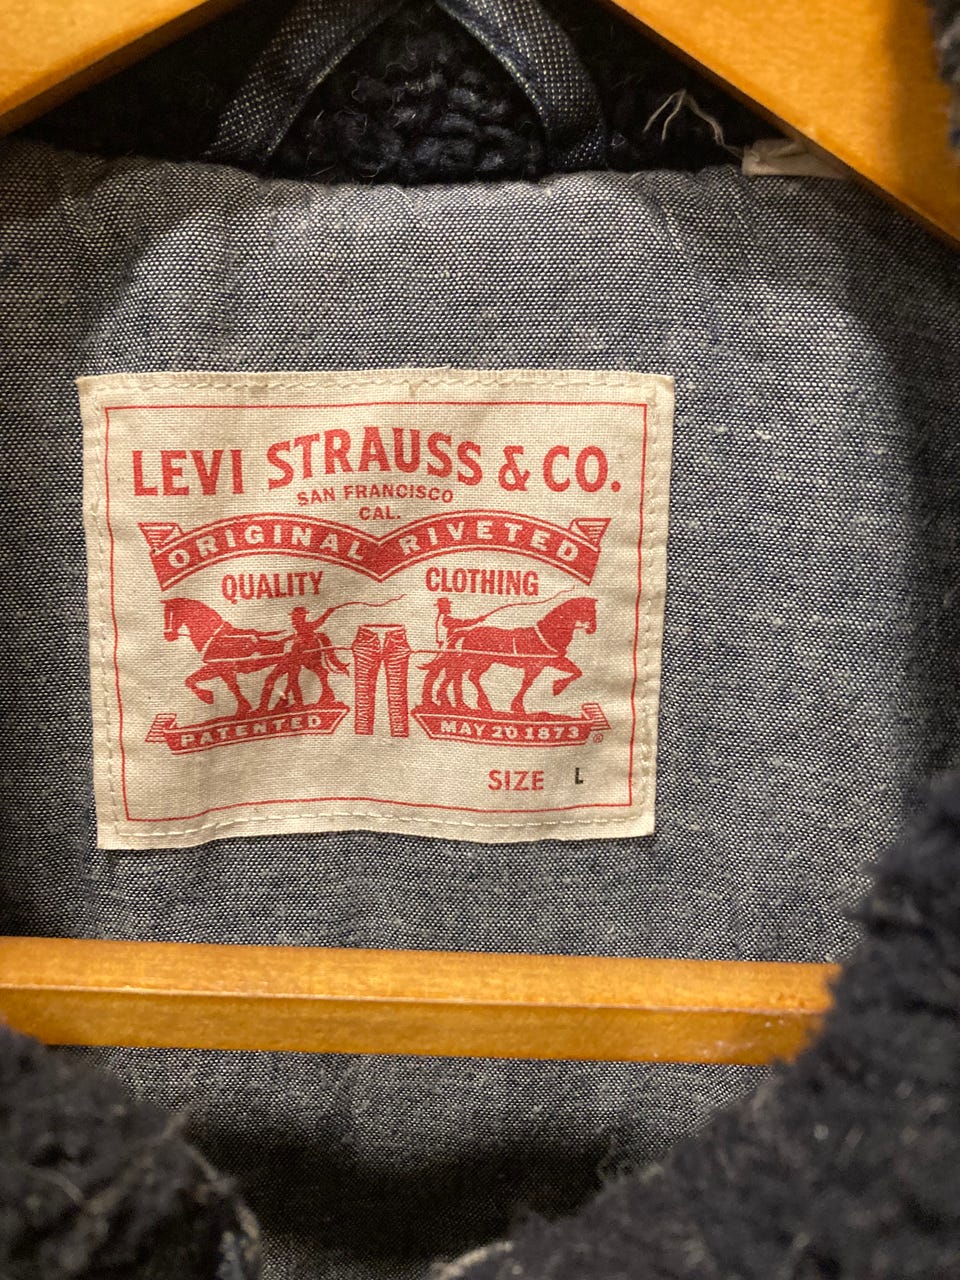 LEVI STRAUSS & CO.
SAN FRANCISCO
CAL.
ORIGINAL RIVETED
QUALITY CLOTHING
PATENTED MAY 20 1873 ®
SIZE L